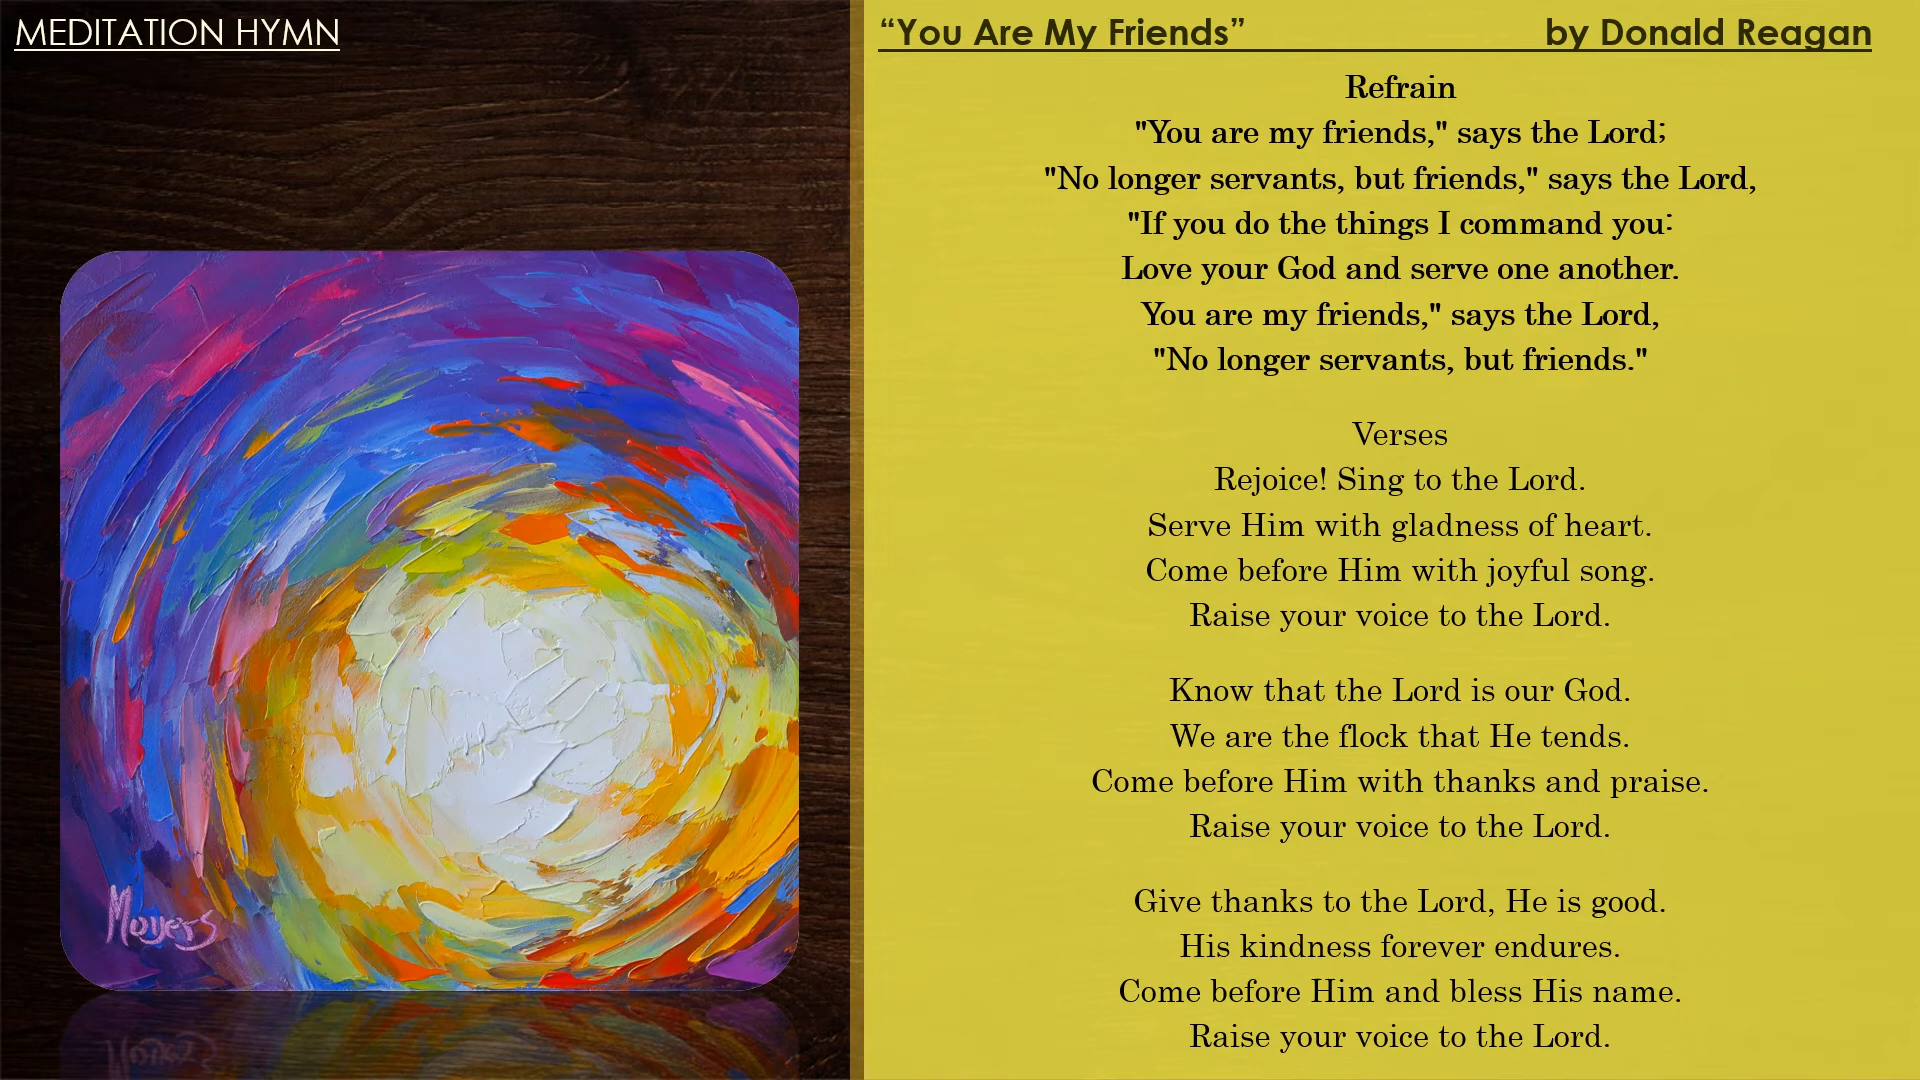 MEDITATION HYMN
“You Are My Friends” by Donald Reagan
Refrain
"You are my friends," says the Lord;
"No longer servants, but friends," says the Lord,
"If you do the things I command you:
Love your God and serve one another.
You are my friends," says the Lord,
"No longer servants, but friends."
Verses
Rejoice! Sing to the Lord.
Serve Him with gladness of heart.
Come before Him with joyful song.
Raise your voice to the Lord.
Know that the Lord is our God.
We are the flock that He tends.
Come before Him with thanks and praise.
Raise your voice to the Lord.
Give thanks to the Lord, He is good.
His kindness forever endures.
Come before Him and bless His name.
Raise your voice to the Lord.
Moyers